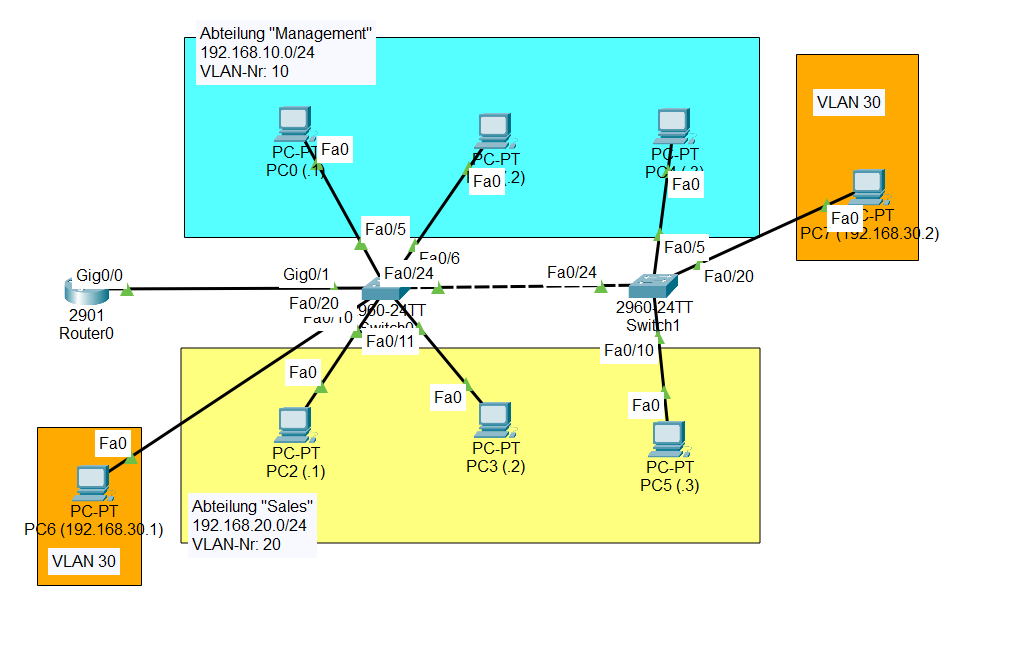 Abteilung "Management"
192.168.10.0/24
VLAN-Nr: 10
VLAN 30
PC-PT
PC0 (.1)
Fa0
PC-PT
.2)
Fa0
PC-PT
Fa0
PC-PT
PC7 (192.168.30.2)
Fa0
Fa0/5
Fa0/6
Fa0/24
Gig0/0
Gig0/1
2901
Router0
Fa0/20
Fa0/10
960-24TT
Switch0
Fa0/11
Fa0/24
Fa0/5
Fa0/20
2960-24TT
Switch1
Fa0/10
Fa0
PC-PT
PC2 (.1)
Fa0
PC-PT
PC3 (.2)
Fa0
PC-PT
PC5 (.3)
Fa0
PC-PT
PC6 (192.168.30.1)
VLAN 30
Abteilung "Sales"
192.168.20.0/24
VLAN-Nr: 20